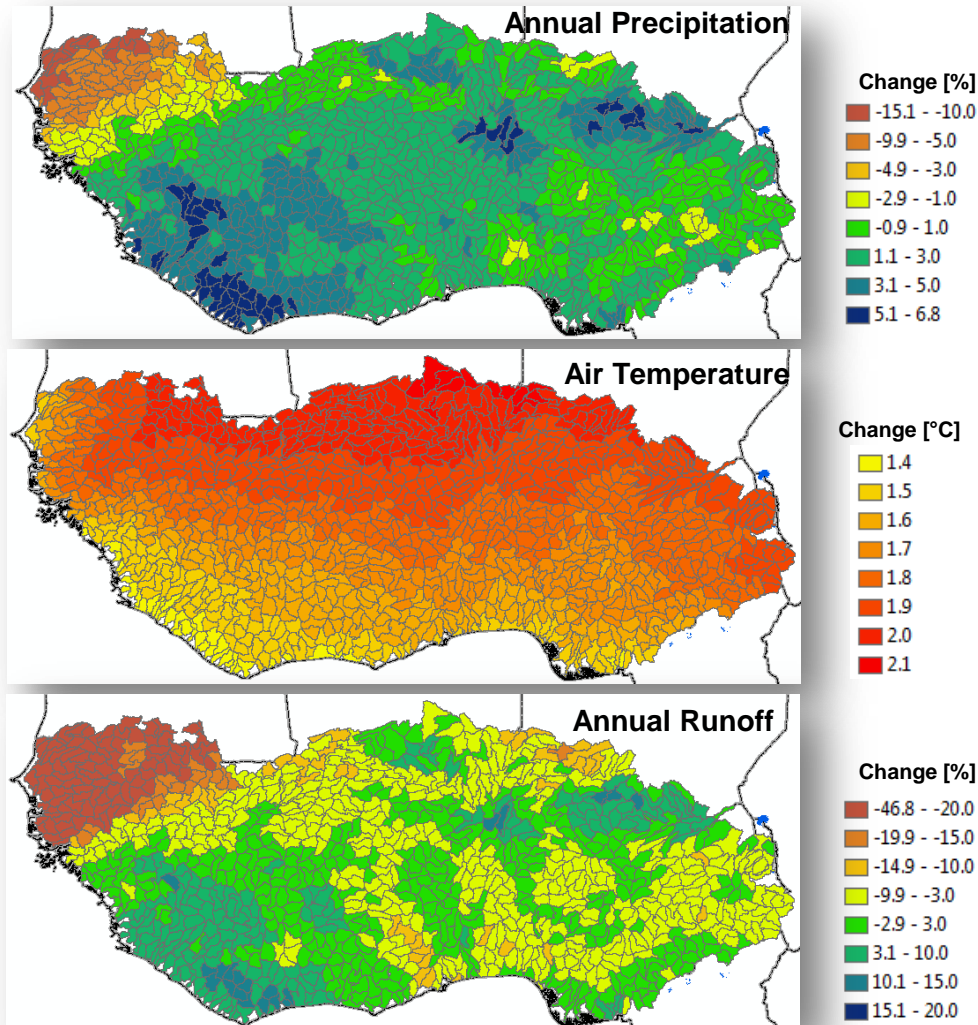 Annual Precipitation
Change [%]
-15.1 - -10.0
-9.9 - -5.0
-4.9 - -3.0
-2.9 - -1.0
-0.9 - 1.0
1.1 - 3.0
3.1 - 5.0
5.1 - 6.8
Air Temperature
Change [°C]
1.4
1.5
1.6
1.7
1.8
1.9
2.0
2.1
Annual Runoff
Change [%]
-46.8 - -20.0
-19.9 - -15.0
-14.9 - -10.0
-9.9 - -3.0
-2.9 - 3.0
3.1 - 10.0
10.1 - 15.0
15.1 - 20.0